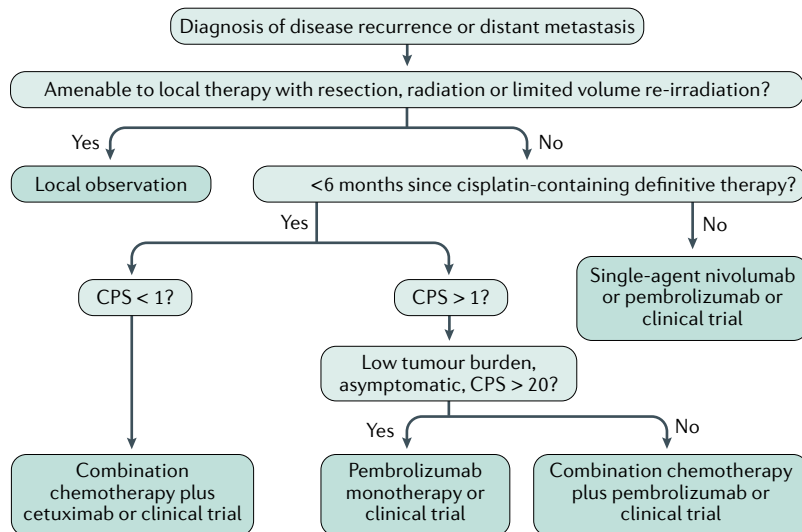 Diagnosis of disease recurrence or distant metastasis
Amenable to local therapy with resection, radiation or limited volume re-irradiation?
Yes
No
Local observation
<6 months since cisplatin-containing definitive therapy?
Yes
No
CPS < 1?
CPS > 1?
Single-agent nivolumab
or pembrolizumab or
clinical trial
Low tumour burden,
asymptomatic, CPS > 20?
Yes
No
Combination
chemotherapy plus
cetuximab or clinical trial
Pembrolizumab
monotherapy or
clinical trial
Combination chemotherapy
plus pembrolizumab or
clinical trial